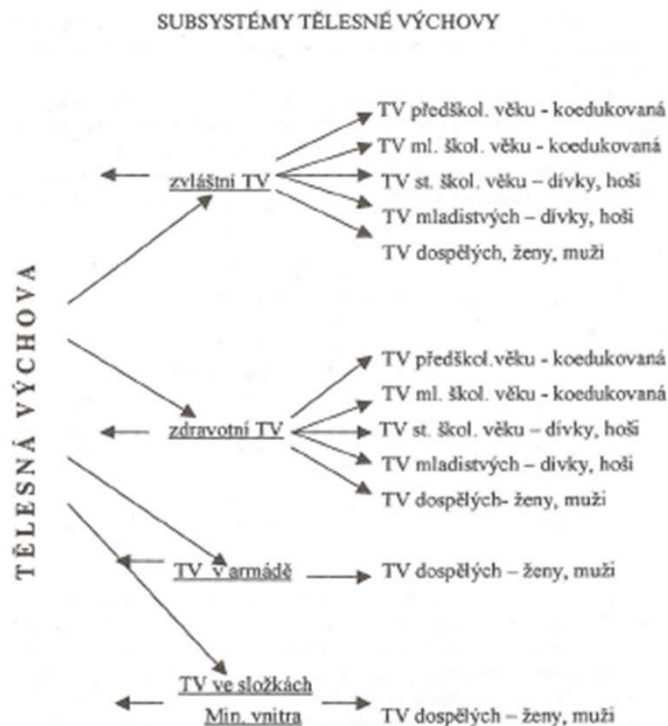 SUBSYSTÉMY TĚLESNÉ VÝCHOVY
TĚLESNÁ VÝCHOVA
zvláštní TV
TV předškol. věku - koedukovaná
TV ml. škol. věku - koedukovaná
TV st. škol. věku – dívky, hoši
TV mladistvých – dívky, hoši
TV dospělých, ženy, muži
zdravotní TV
TV předškol.věku - koedukovaná
TV ml. škol. věku - koedukovaná
TV st. škol. věku – dívky, hoši
TV mladistvých – dívky, hoši
TV dospělých- ženy, muži
TV v armádě
TV dospělých – ženy, muži
TV ve složkách
Min. vnitra
TV dospělých – ženy, muži